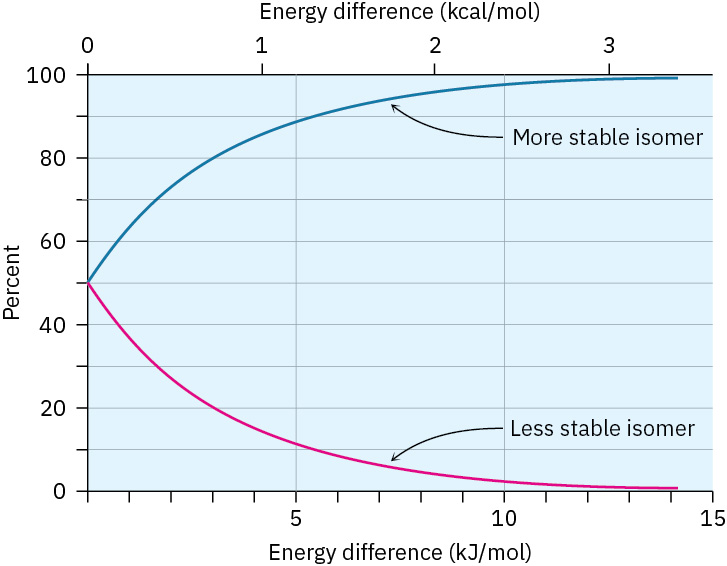 Energy difference (kcal/mol)
0 1 2 3
100
80
60
40
20
0
Percent
More stable isomer
Less stable isomer
5 10 15
Energy difference (kJ/mol)